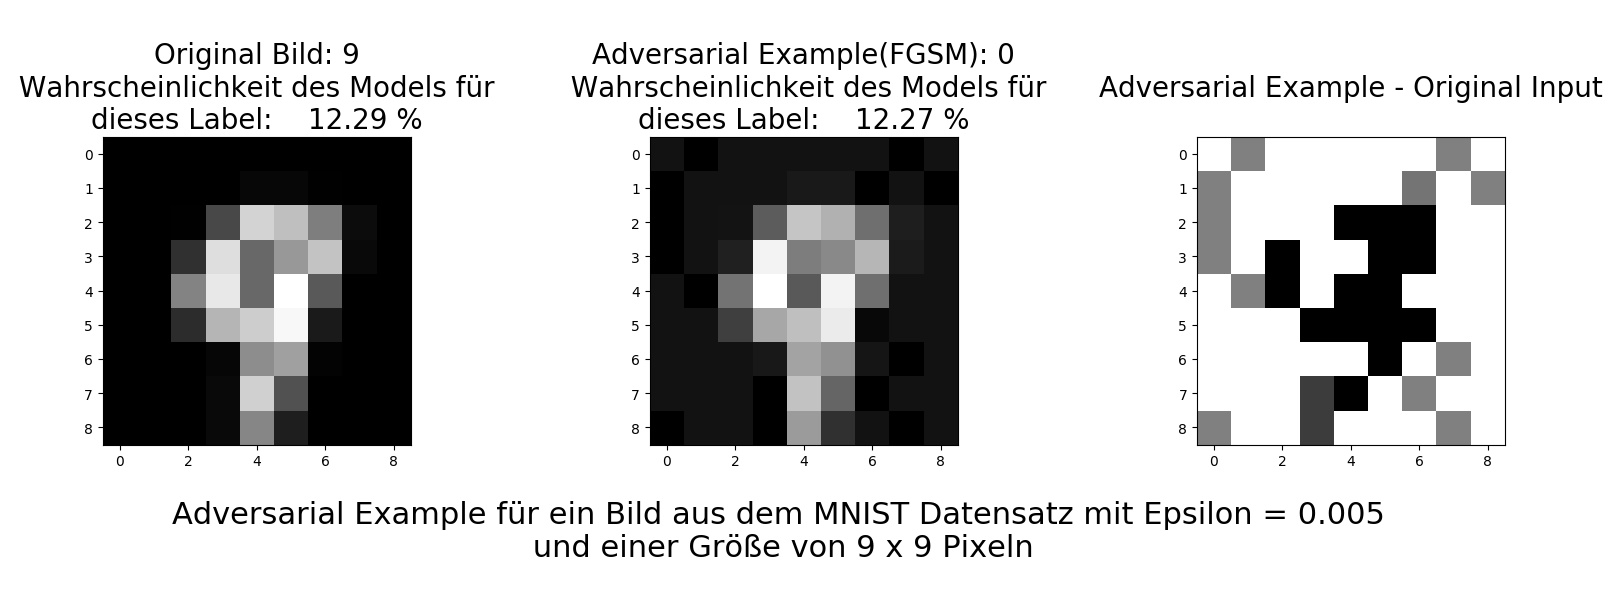 Original Bild: 9
Wahrscheinlichkeit des Models für
dieses Label: 12.29 %
Adversarial Example(FGSM): 0
Wahrscheinlichkeit des Models für
dieses Label: 12.27 %
Adversarial Example - Original Input
0
1
2
3
4
5
6
7
8
0 2 4 6 8
0
1
2
3
4
5
6
7
8
0 2 4 6 8
0
1
2
3
4
5
6
7
8
0 2 4 6 8
Adversarial Example für ein Bild aus dem MNIST Datensatz mit Epsilon = 0.005
und einer Größe von 9 x 9 Pixeln